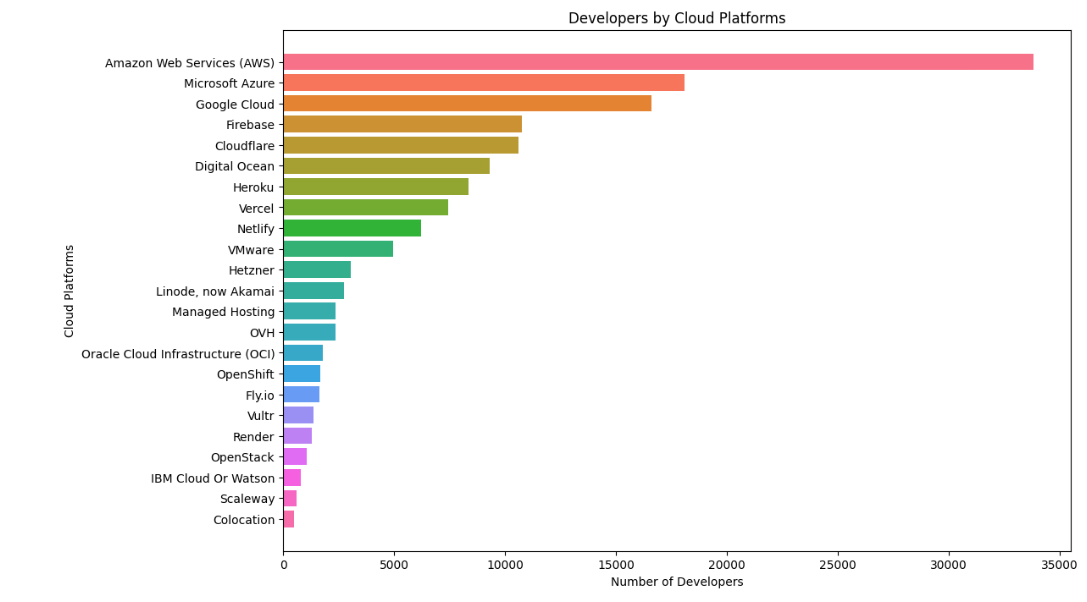 Developers by Cloud Platforms
Cloud Platforms
Amazon Web Services (AWS)
Microsoft Azure
Google Cloud
Firebase
Cloudflare
Digital Ocean
Heroku
Vercel
Netlify
VMware
Hetzner
Linode, now Akamai
Managed Hosting
OVH
Oracle Cloud Infrastructure (OCI)
OpenShift
Fly.io
Vultr
Render
OpenStack
IBM Cloud Or Watson
Scaleway
Colocation
0 5000 10000 15000 20000 25000 30000 35000
Number of Developers